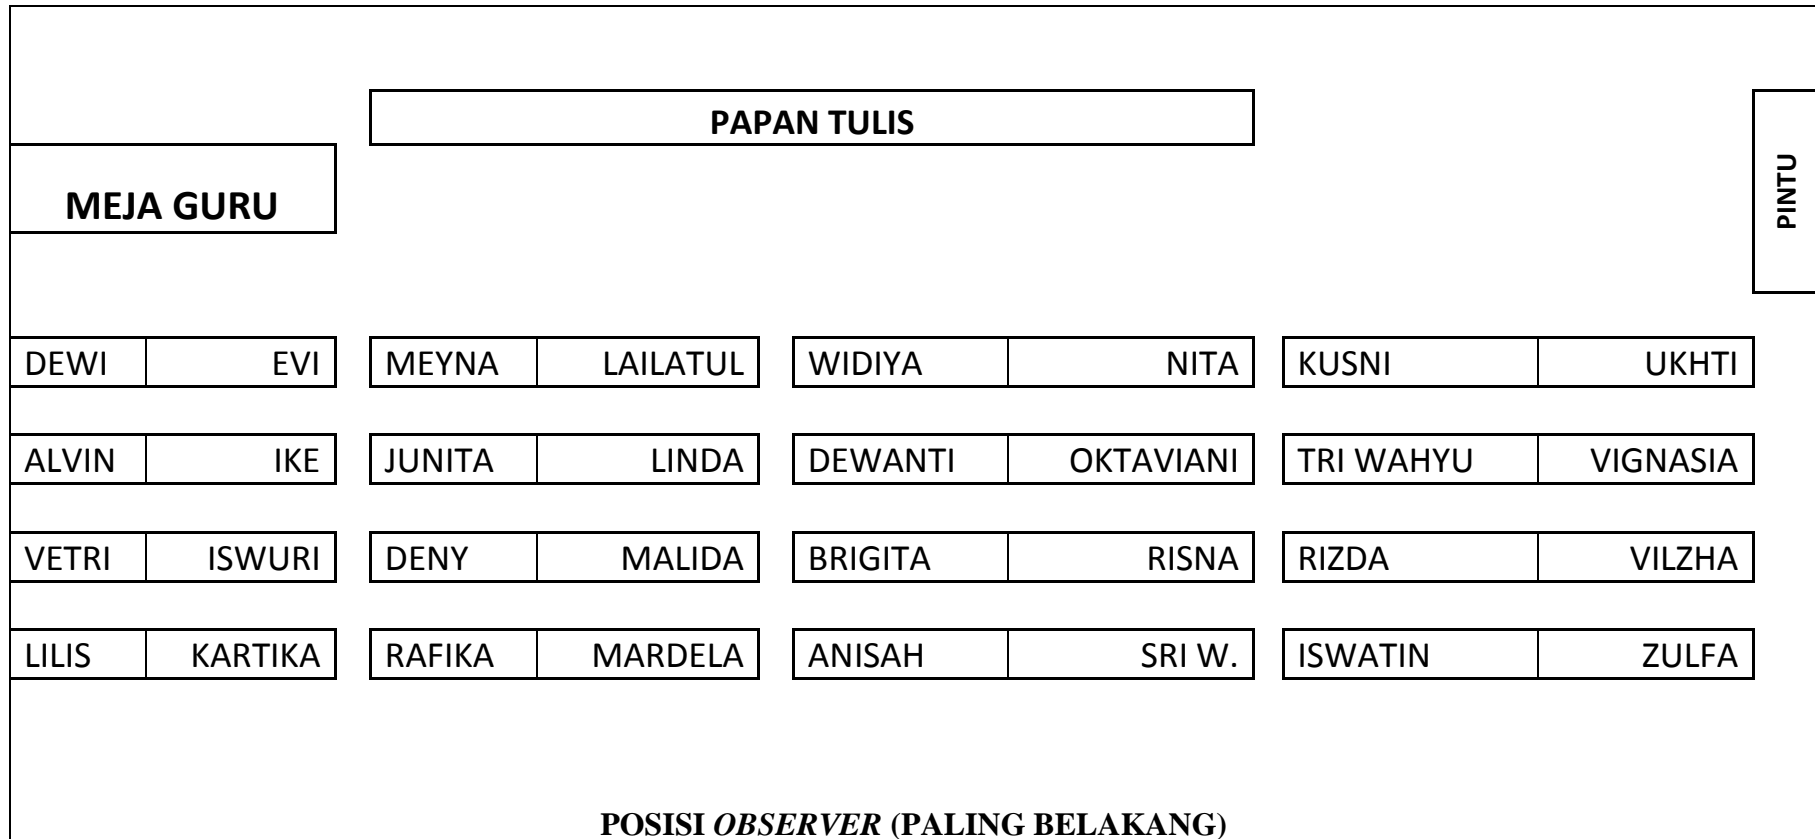 PAPAN TULIS
MEJA GURU
PINTU
DEWI EVI MEYNA LAILATUL WIDIYA NITA KUSNI UKHTI
ALVIN IKE JUNITA LINDA DEWANTI OKTAVIANI TRI WAHYU VIGNASIA
VETRI ISWURI DENY MALIDA BRIGITA RISNA RIZDA VILZHA
LILIS KARTIKA RAFIKA MARDELA ANISAH SRI W. ISWATIN ZULFA
POSISI OBSERVER (PALING BELAKANG)